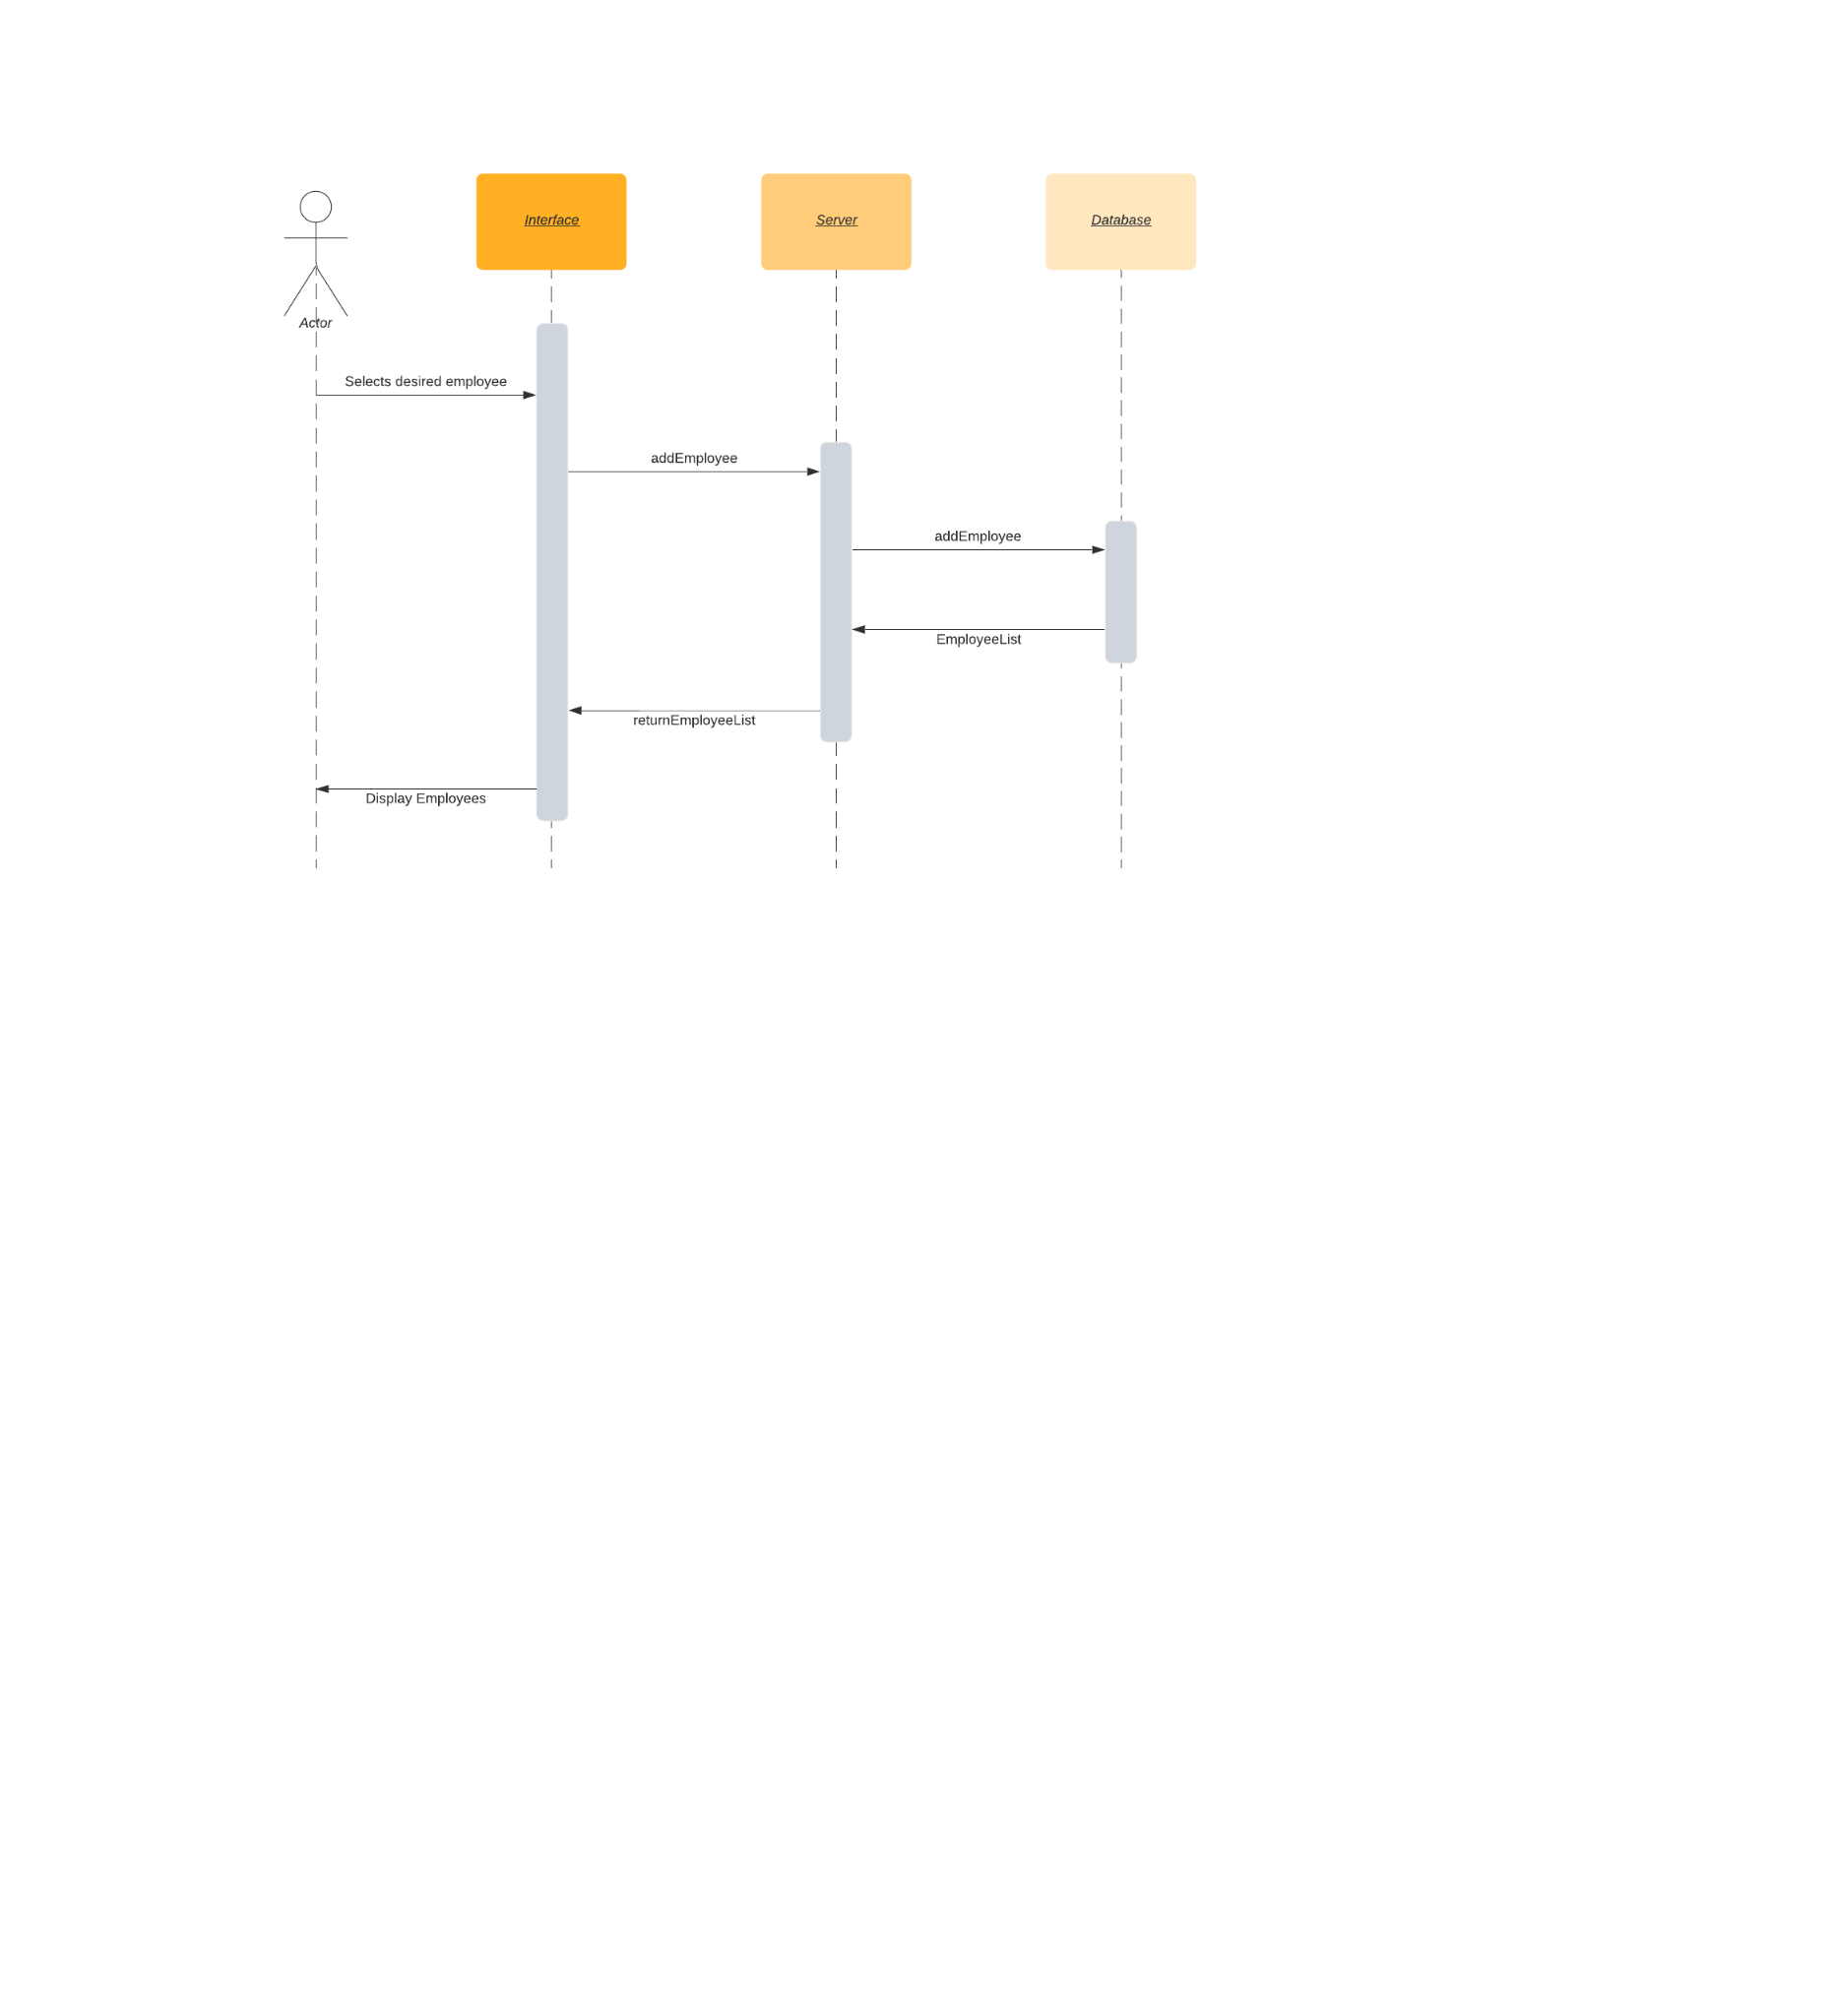 Interface
Server
Database
Actor
Selects desired employee
addEmployee
addEmployee
EmployeeList
returnEmployeeList
Display Employees